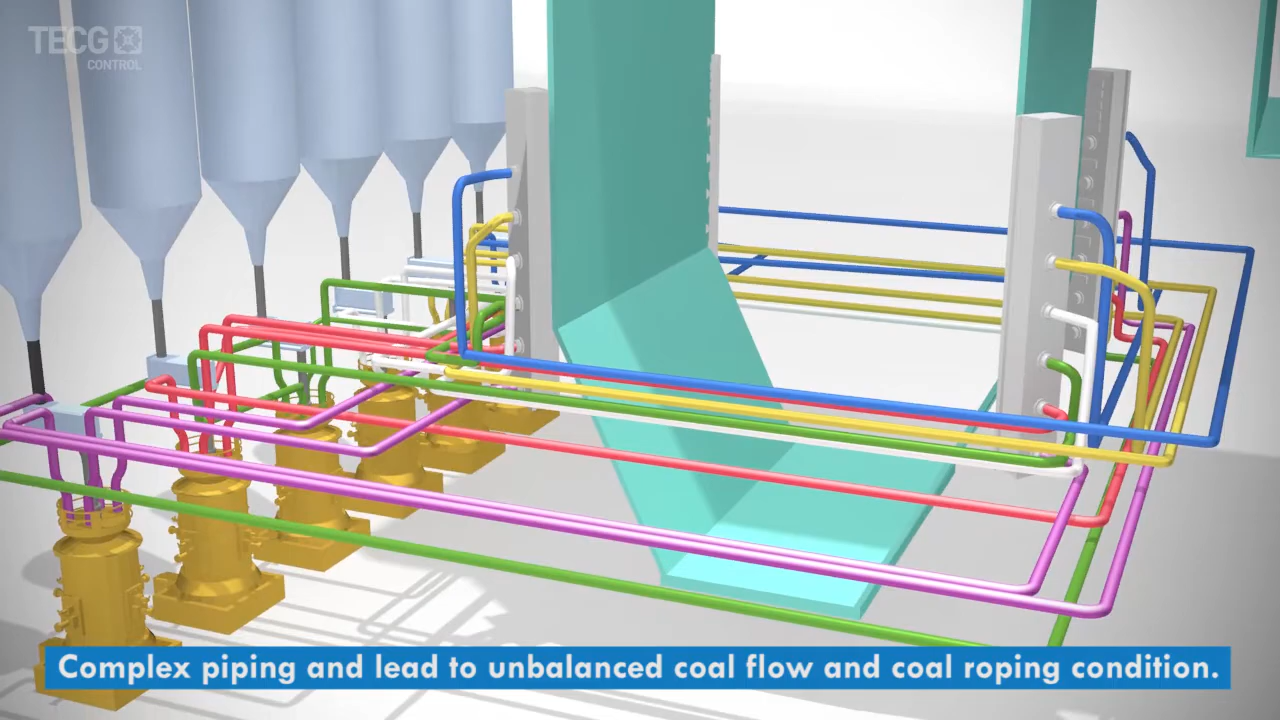 TECG
CONTROL
Complex piping and lead to unbalanced coal flow and coal roping condition.